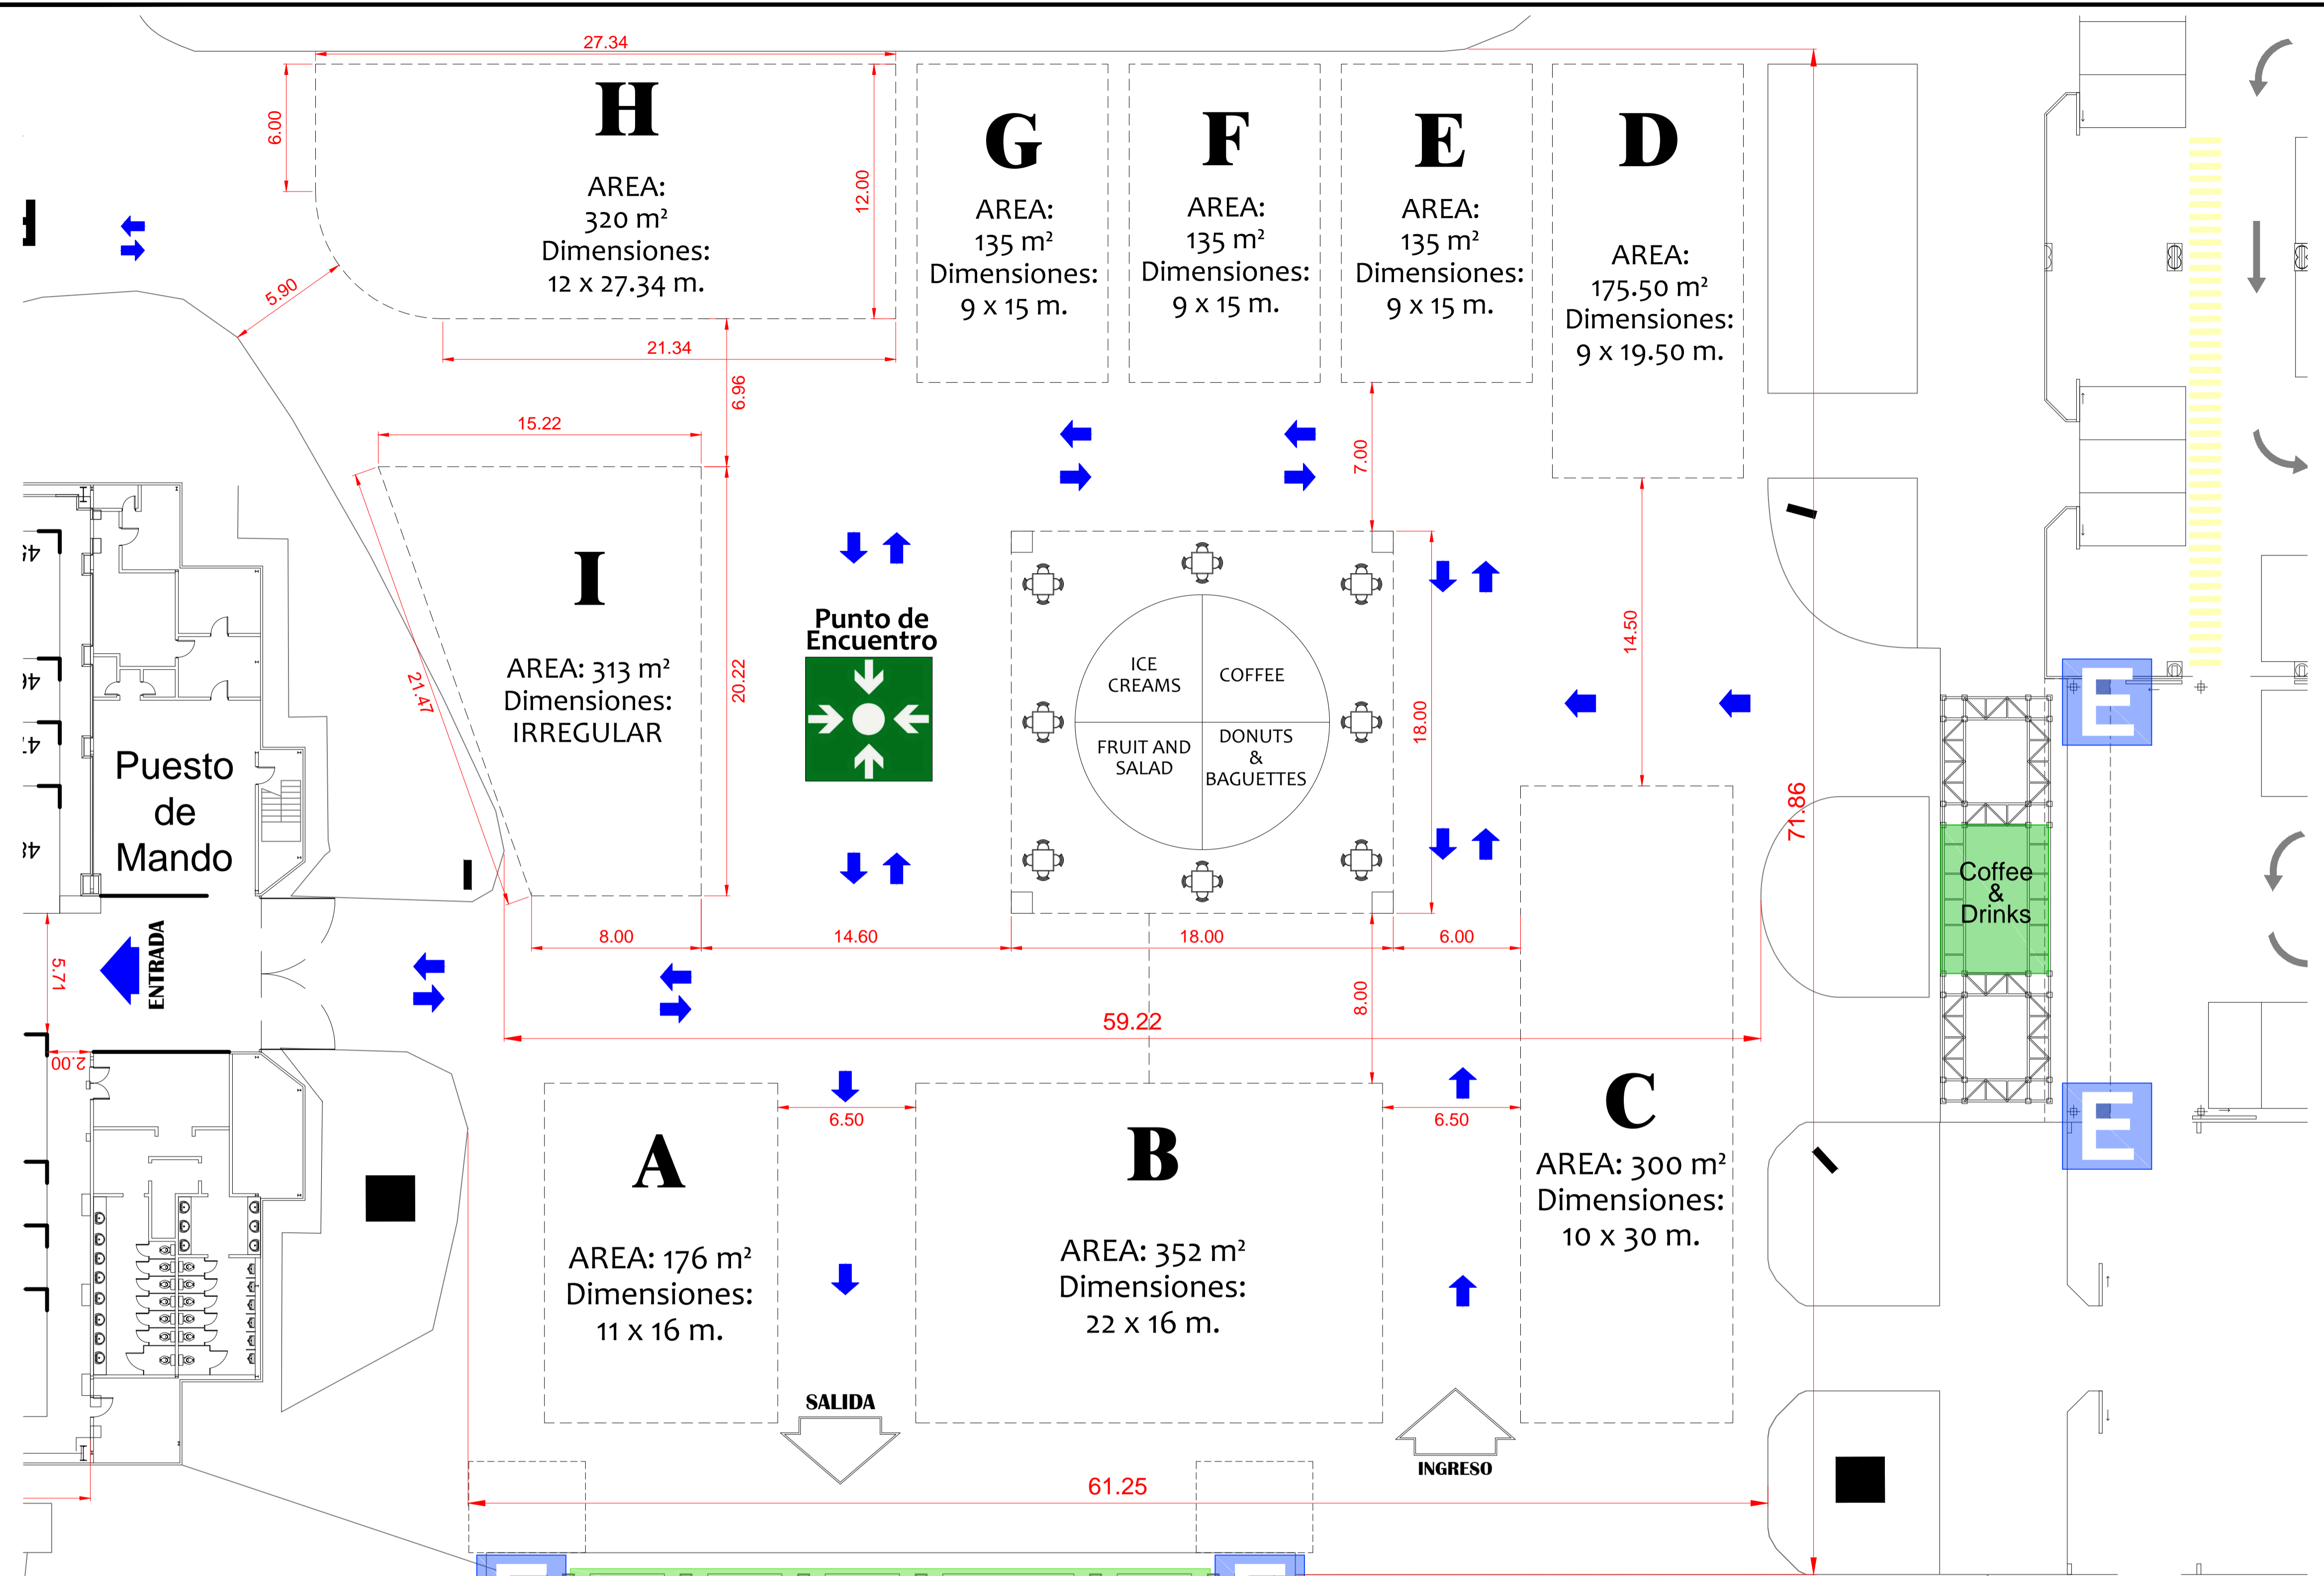 27.34
6.00
H
AREA:
320 m²
Dimensiones:
12 x 27.34 m.
12.00
5.90
21.34
6.96
G
AREA:
135 m²
Dimensiones:
9 x 15 m.
F
AREA:
135 m²
Dimensiones:
9 x 15 m.
E
AREA:
135 m²
Dimensiones:
9 x 15 m.
D
AREA:
175.50 m²
Dimensiones:
9 x 19.50 m.
15.22
7.00
I
AREA: 313 m²
Dimensiones:
IRREGULAR
21.47
20.22
Punto de
Encuentro
ICE
CREAMS
COFFEE
FRUIT AND
SALAD
DONUTS
&
BAGUETTES
18.00
14.50
71.86
E
Coffee
&
Drinks
E
45
46
47
48
Puesto
de
Mando
ENTRADA
5.71
2.00
8.00
14.60
18.00
6.00
8.00
59.22
A
AREA: 176 m²
Dimensiones:
11 x 16 m.
6.50
B
AREA: 352 m²
Dimensiones:
22 x 16 m.
6.50
C
AREA: 300 m²
Dimensiones:
10 x 30 m.
SALIDA
INGRESO
61.25